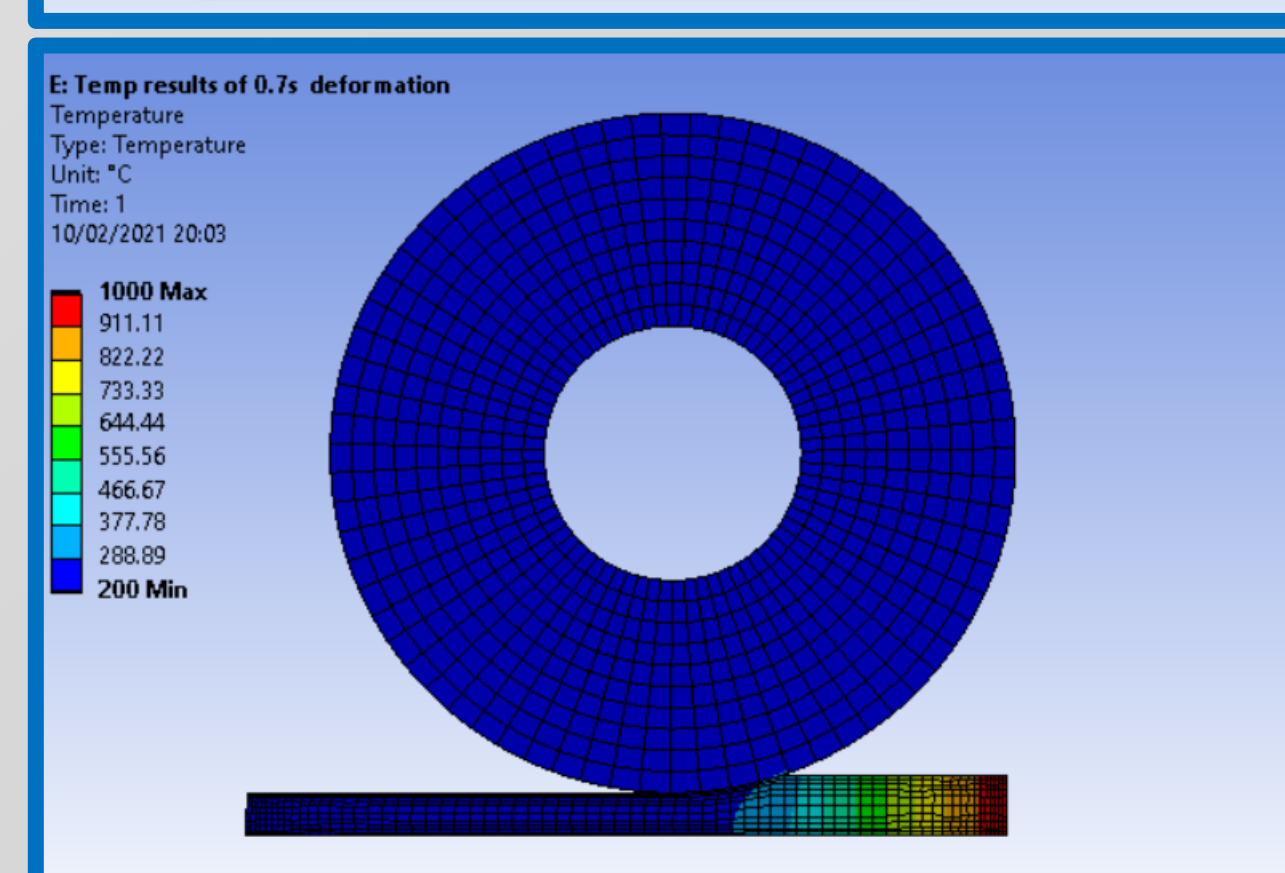 E: Temp results of 0.7s  deformation
Temperature
Type: Temperature
Unit: °C
Time: 1
10/02/2021 20:03
1000 Max
911.11
822.22
733.33
644.44
555.56
466.67
377.78
288.89
200 Min